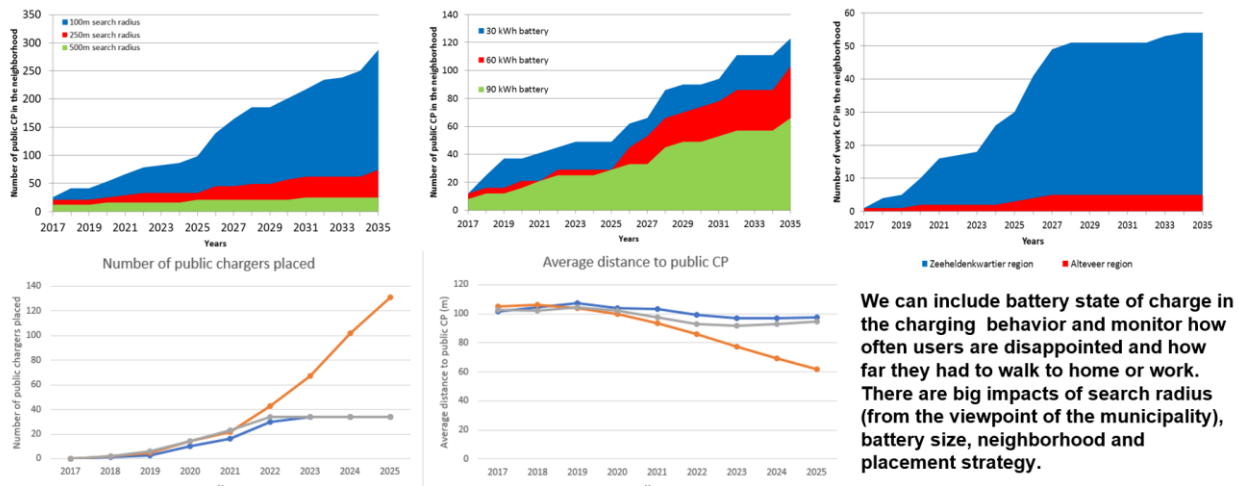 Number of public CP in the neighborhood
350
300
250
200
150
100
50
0
100m search radius
250m search radius
500m search radius
2017 2019 2021 2023 2025 2027 2029 2031 2033 2035
Years
Number of public CP in the neighborhood
140
120
100
80
60
40
20
0
30 kWh battery
60 kWh battery
90 kWh battery
2017 2019 2021 2023 2025 2027 2029 2031 2033 2035
Years
Number of work CP in the neighborhood
60
50
40
30
20
10
0
2017 2019 2021 2023 2025 2027 2029 2031 2033 2035
Years
Zeeheldenkwartier region
Alteveer region
Number of public chargers placed
Number of public chargers placed
140
120
100
80
60
40
20
0
2017 2018 2019 2020 2021 2022 2023 2024 2025
Average distance to public CP
Average distance to public CP (m)
120
100
80
60
40
20
0
2017 2018 2019 2020 2021 2022 2023 2024 2025
We can include battery state of charge in
the charging behavior and monitor how
often users are disappointed and how
far they had to walk to home or work.
There are big impacts of search radius
(from the viewpoint of the municipality),
battery size, neighborhood and
placement strategy.